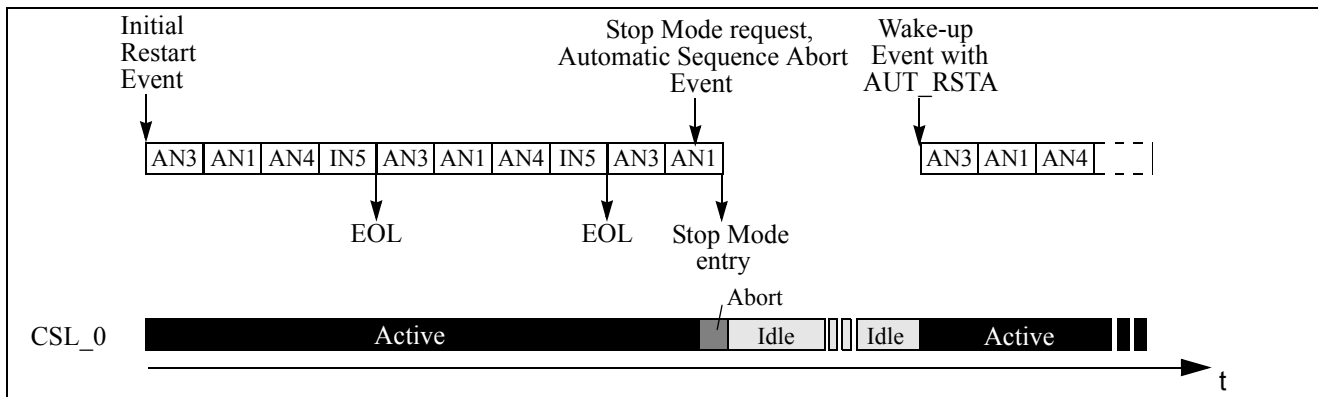 Initial
Restart
Event
Stop Mode request,
Automatic Sequence Abort
Event
Wake-up
Event with
AUT_RSTA
AN3 AN1 AN4 IN5 AN3 AN1 AN4 IN5 AN3 AN1
AN3 AN1 AN4
EOL
EOL
Stop Mode
entry
Abort
CSL_0
Active
Idle
Idle
Active
t